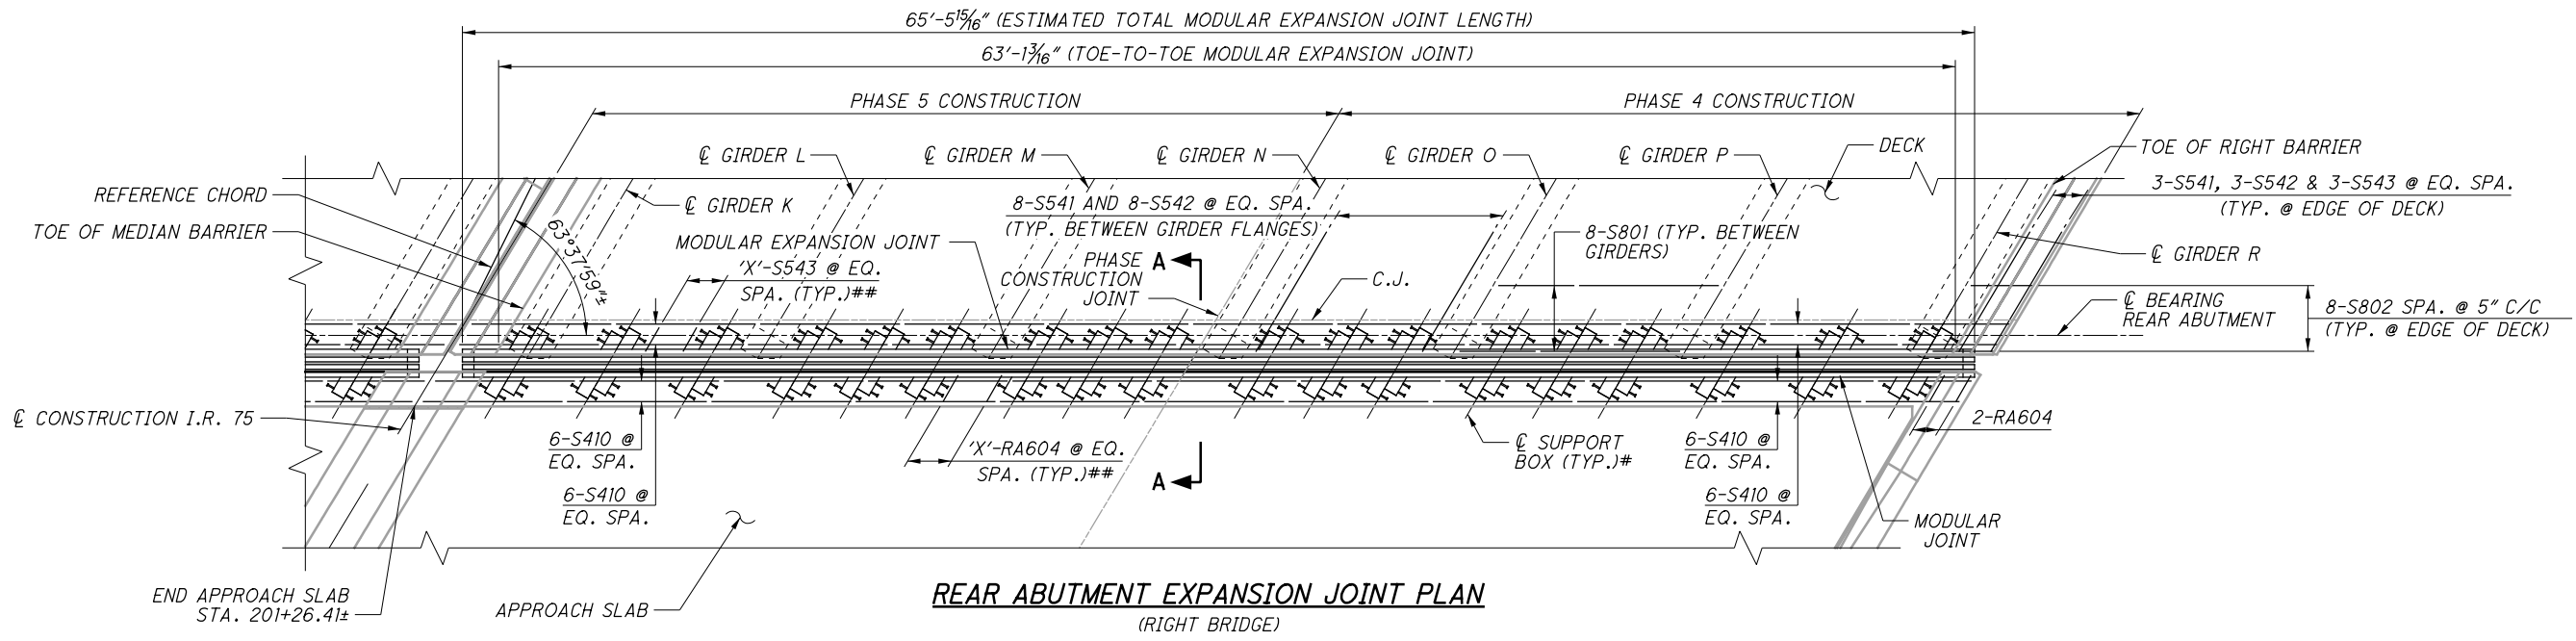 65'-5 15/16" (ESTIMATED TOTAL MODULAR EXPANSION JOINT LENGTH)
63'-1 3/16" (TOE-TO-TOE MODULAR EXPANSION JOINT)
PHASE 5 CONSTRUCTION
PHASE 4 CONSTRUCTION
℄ GIRDER L
℄ GIRDER M
℄ GIRDER N
℄ GIRDER O
℄ GIRDER P
DECK
TOE OF RIGHT BARRIER
REFERENCE CHORD
℄ GIRDER K
3-S541, 3-S542 & 3-S543 @ EQ. SPA.
(TYP. @ EDGE OF DECK)
8-S541 AND 8-S542 @ EQ. SPA.
(TYP. BETWEEN GIRDER FLANGES)
TOE OF MEDIAN BARRIER
63°37'59"±
MODULAR EXPANSION JOINT
8-S801 (TYP. BETWEEN
GIRDERS)
℄ GIRDER R
'X'-S543 @ EQ.
SPA. (TYP.)##
PHASE
CONSTRUCTION
JOINT
A
C.J.
℄ BEARING
REAR ABUTMENT
8-S802 SPA. @ 5" C/C
(TYP. @ EDGE OF DECK)
℄ CONSTRUCTION I.R. 75
2-RA604
6-S410 @
EQ. SPA.
'X'-RA604 @ EQ.
SPA. (TYP.)##
℄ SUPPORT
BOX (TYP.)#
6-S410 @
EQ. SPA.
A
6-S410 @
EQ. SPA.
6-S410 @
EQ. SPA.
MODULAR
JOINT
END APPROACH SLAB
STA. 201+26.41±
APPROACH SLAB
REAR ABUTMENT EXPANSION JOINT PLAN
(RIGHT BRIDGE)